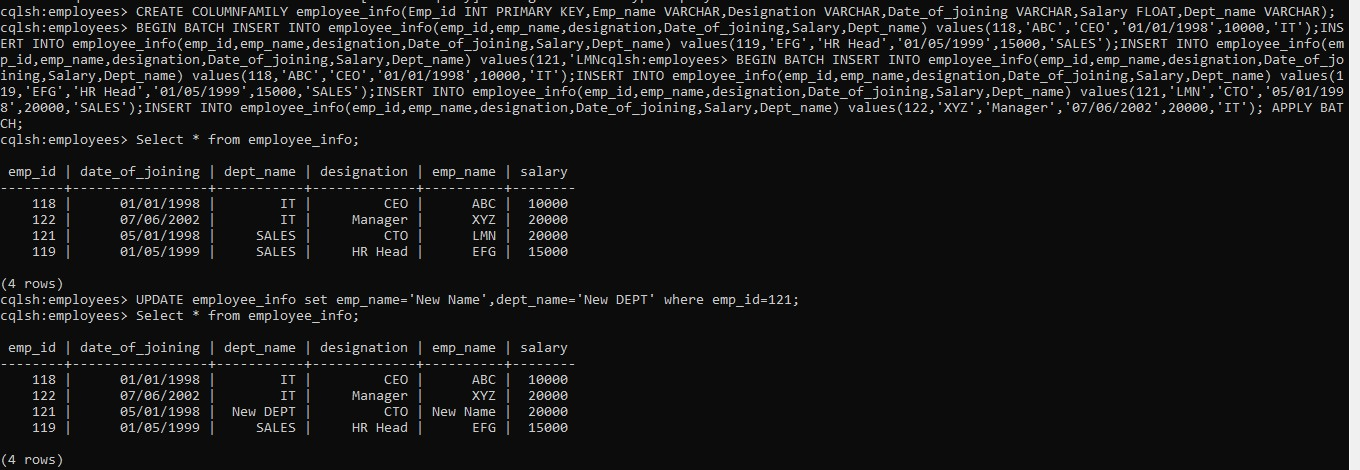 cqlsh:employees> CREATE COLUMNFAMILY employee_info(Emp_id INT PRIMARY KEY,Emp_name VARCHAR,Designation VARCHAR,Date_of_joining VARCHAR,Salary FLOAT,Dept_name VARCHAR);
cqlsh:employees> BEGIN BATCH INSERT INTO employee_info(emp_id,emp_name,designation,Date_of_joining,Salary,Dept_name) values(118,'ABC','CEO','01/01/1998',10000,'IT');INS
ERT INTO employee_info(emp_id,emp_name,designation,Date_of_joining,Salary,Dept_name) values(119,'EFG','HR Head','01/05/1999',15000,'SALES');INSERT INTO employee_info(em
p_id,emp_name,designation,Date_of_joining,Salary,Dept_name) values(121,'LMNcqlsh:employees> BEGIN BATCH INSERT INTO employee_info(emp_id,emp_name,designation,Date_of_jo
ining,Salary,Dept_name) values(118,'ABC','CEO','01/01/1998',10000,'IT');INSERT INTO employee_info(emp_id,emp_name,designation,Date_of_joining,Salary,Dept_name) values(1
19,'EFG','HR Head','01/05/1999',15000,'SALES');INSERT INTO employee_info(emp_id,emp_name,designation,Date_of_joining,Salary,Dept_name) values(121,'LMN','CTO','05/01/199
8',20000,'SALES');INSERT INTO employee_info(emp_id,emp_name,designation,Date_of_joining,Salary,Dept_name) values(122,'XYZ','Manager','07/06/2002',20000,'IT'); APPLY BAT
CH;
cqlsh:employees> Select * from employee_info;
emp_id | date_of_joining | dept_name | designation | emp_name | salary
--------+-----------------+-----------+-------------+----------+--------
118 | 01/01/1998 | IT | CEO | ABC | 10000
122 | 07/06/2002 | IT | Manager | XYZ | 20000
121 | 05/01/1998 | SALES | CTO | LMN | 20000
119 | 01/05/1999 | SALES | HR Head | EFG | 15000
(4 rows)
cqlsh:employees> UPDATE employee_info set emp_name='New Name',dept_name='New DEPT' where emp_id=121;
cqlsh:employees> Select * from employee_info;
emp_id | date_of_joining | dept_name | designation | emp_name | salary
--------+-----------------+-----------+-------------+----------+--------
118 | 01/01/1998 | IT | CEO | ABC | 10000
122 | 07/06/2002 | IT | Manager | XYZ | 20000
121 | 05/01/1998 | New DEPT | CTO | New Name | 20000
119 | 01/05/1999 | SALES | HR Head | EFG | 15000
(4 rows)